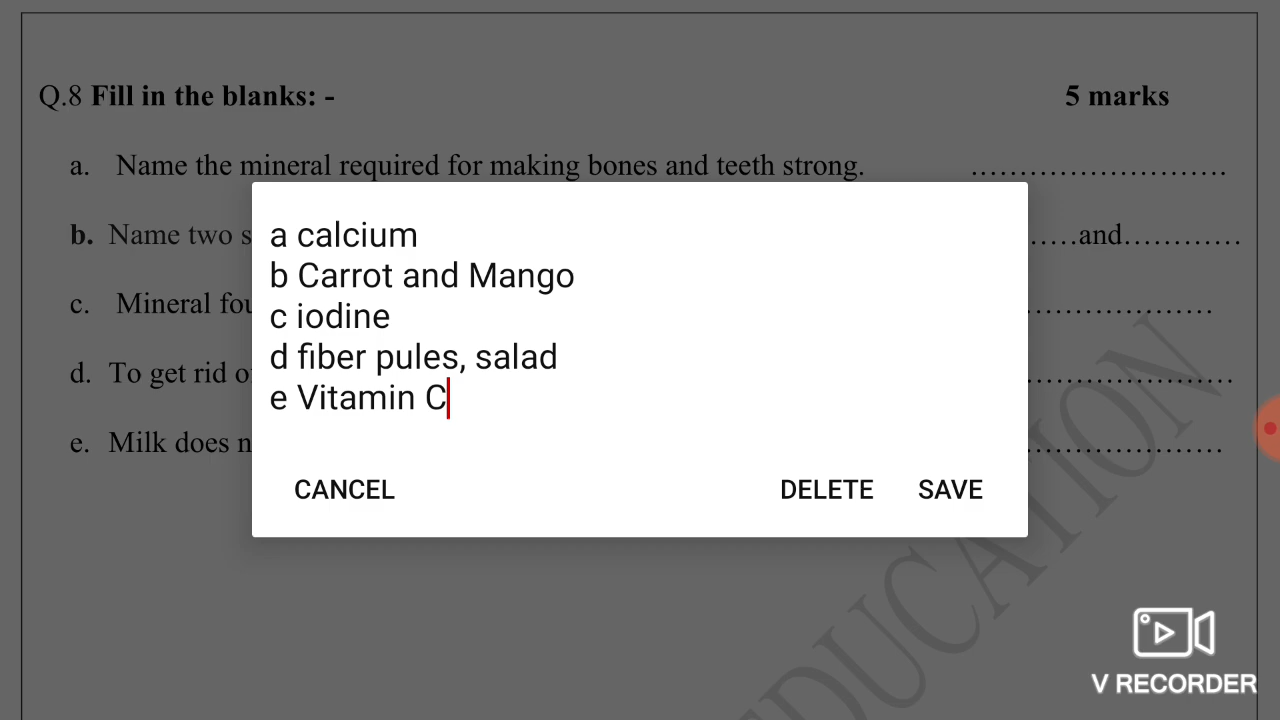 Q.8 Fill in the blanks: - 5 marks
a. Name the mineral required for making bones and teeth strong. ..........................
b. Name two s .....and............
c. Mineral fou ...................
d. To get rid o .....................
e. Milk does n ....................
a calcium
b Carrot and Mango
c iodine
d fiber pules, salad
e Vitamin C
CANCEL DELETE SAVE
EDUCATION
V RECORDER